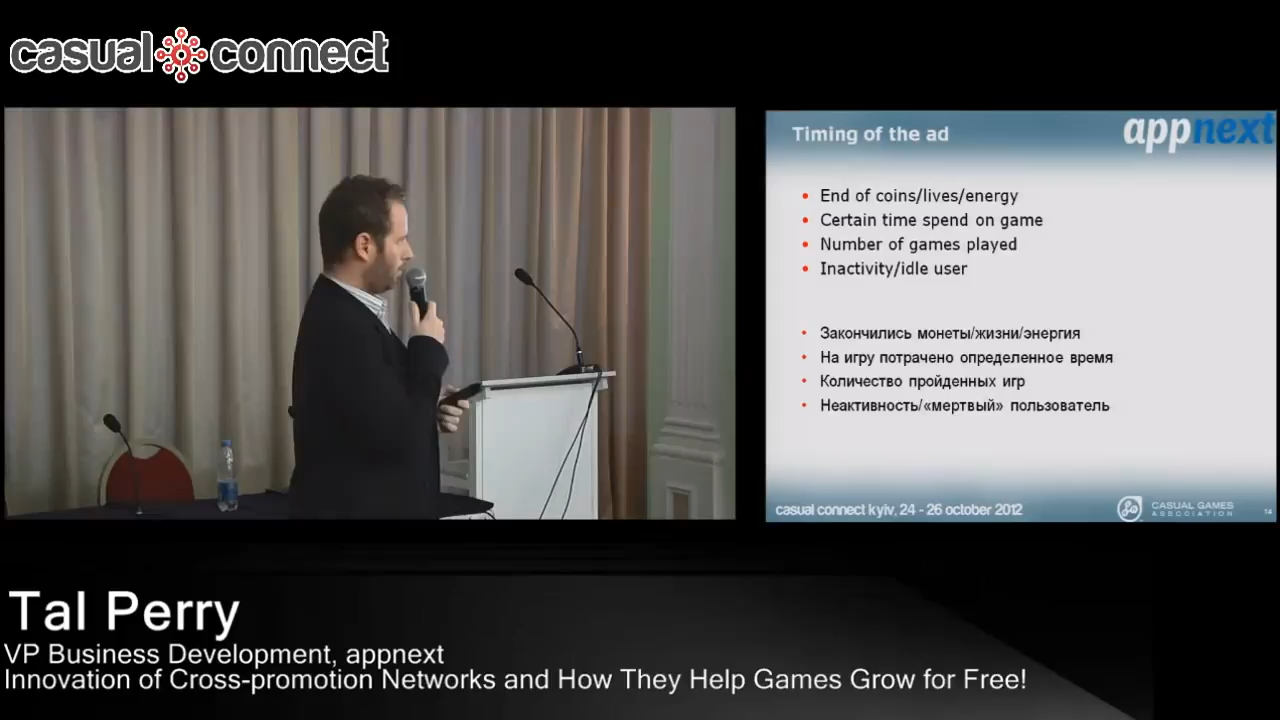 casual connect
Timing of the ad
appnext
• End of coins/lives/energy
• Certain time spend on game
• Number of games played
• Inactivity/idle user
• Закончились монеты/жизни/энергия
• На игру потрачено определенное время
• Количество пройденных игр
• Неактивность/«мертвый» пользователь
casual connect kyiv, 24 - 26 october 2012
CASUAL GAMES
ASSOCIATION
14
Tal Perry
VP Business Development, appnext
Innovation of Cross-promotion Networks and How They Help Games Grow for Free!